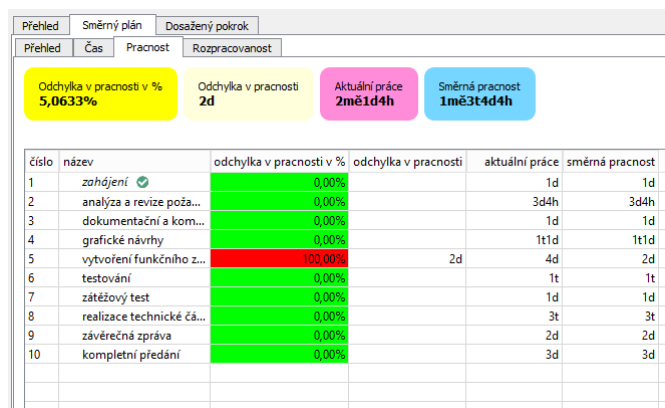 Přehled Směrný plán Dosažený pokrok
Přehled Čas Pracnost Rozpracovanost
Odchylka v pracnosti v % Odchylka v pracnosti Aktuální práce Směrná pracnost
5,0633% 2d 2mě1d4h 1mě3t4d4h
číslo název odchylka v pracnosti v % odchylka v pracnosti aktuální práce směrná pracnost
1 zahájení 0,00% 1d 1d
2 analýza a revize poža... 0,00% 3d4h 3d4h
3 dokumentační a kom... 0,00% 1d 1d
4 grafické návrhy 0,00% 1t1d 1t1d
5 vytvoření funkčního z... 100,00% 2d 4d 2d
6 testování 0,00% 1t 1t
7 zátěžový test 0,00% 1d 1d
8 realizace technické čá... 0,00% 3t 3t
9 závěrečná zpráva 0,00% 2d 2d
10 kompletní předání 0,00% 3d 3d